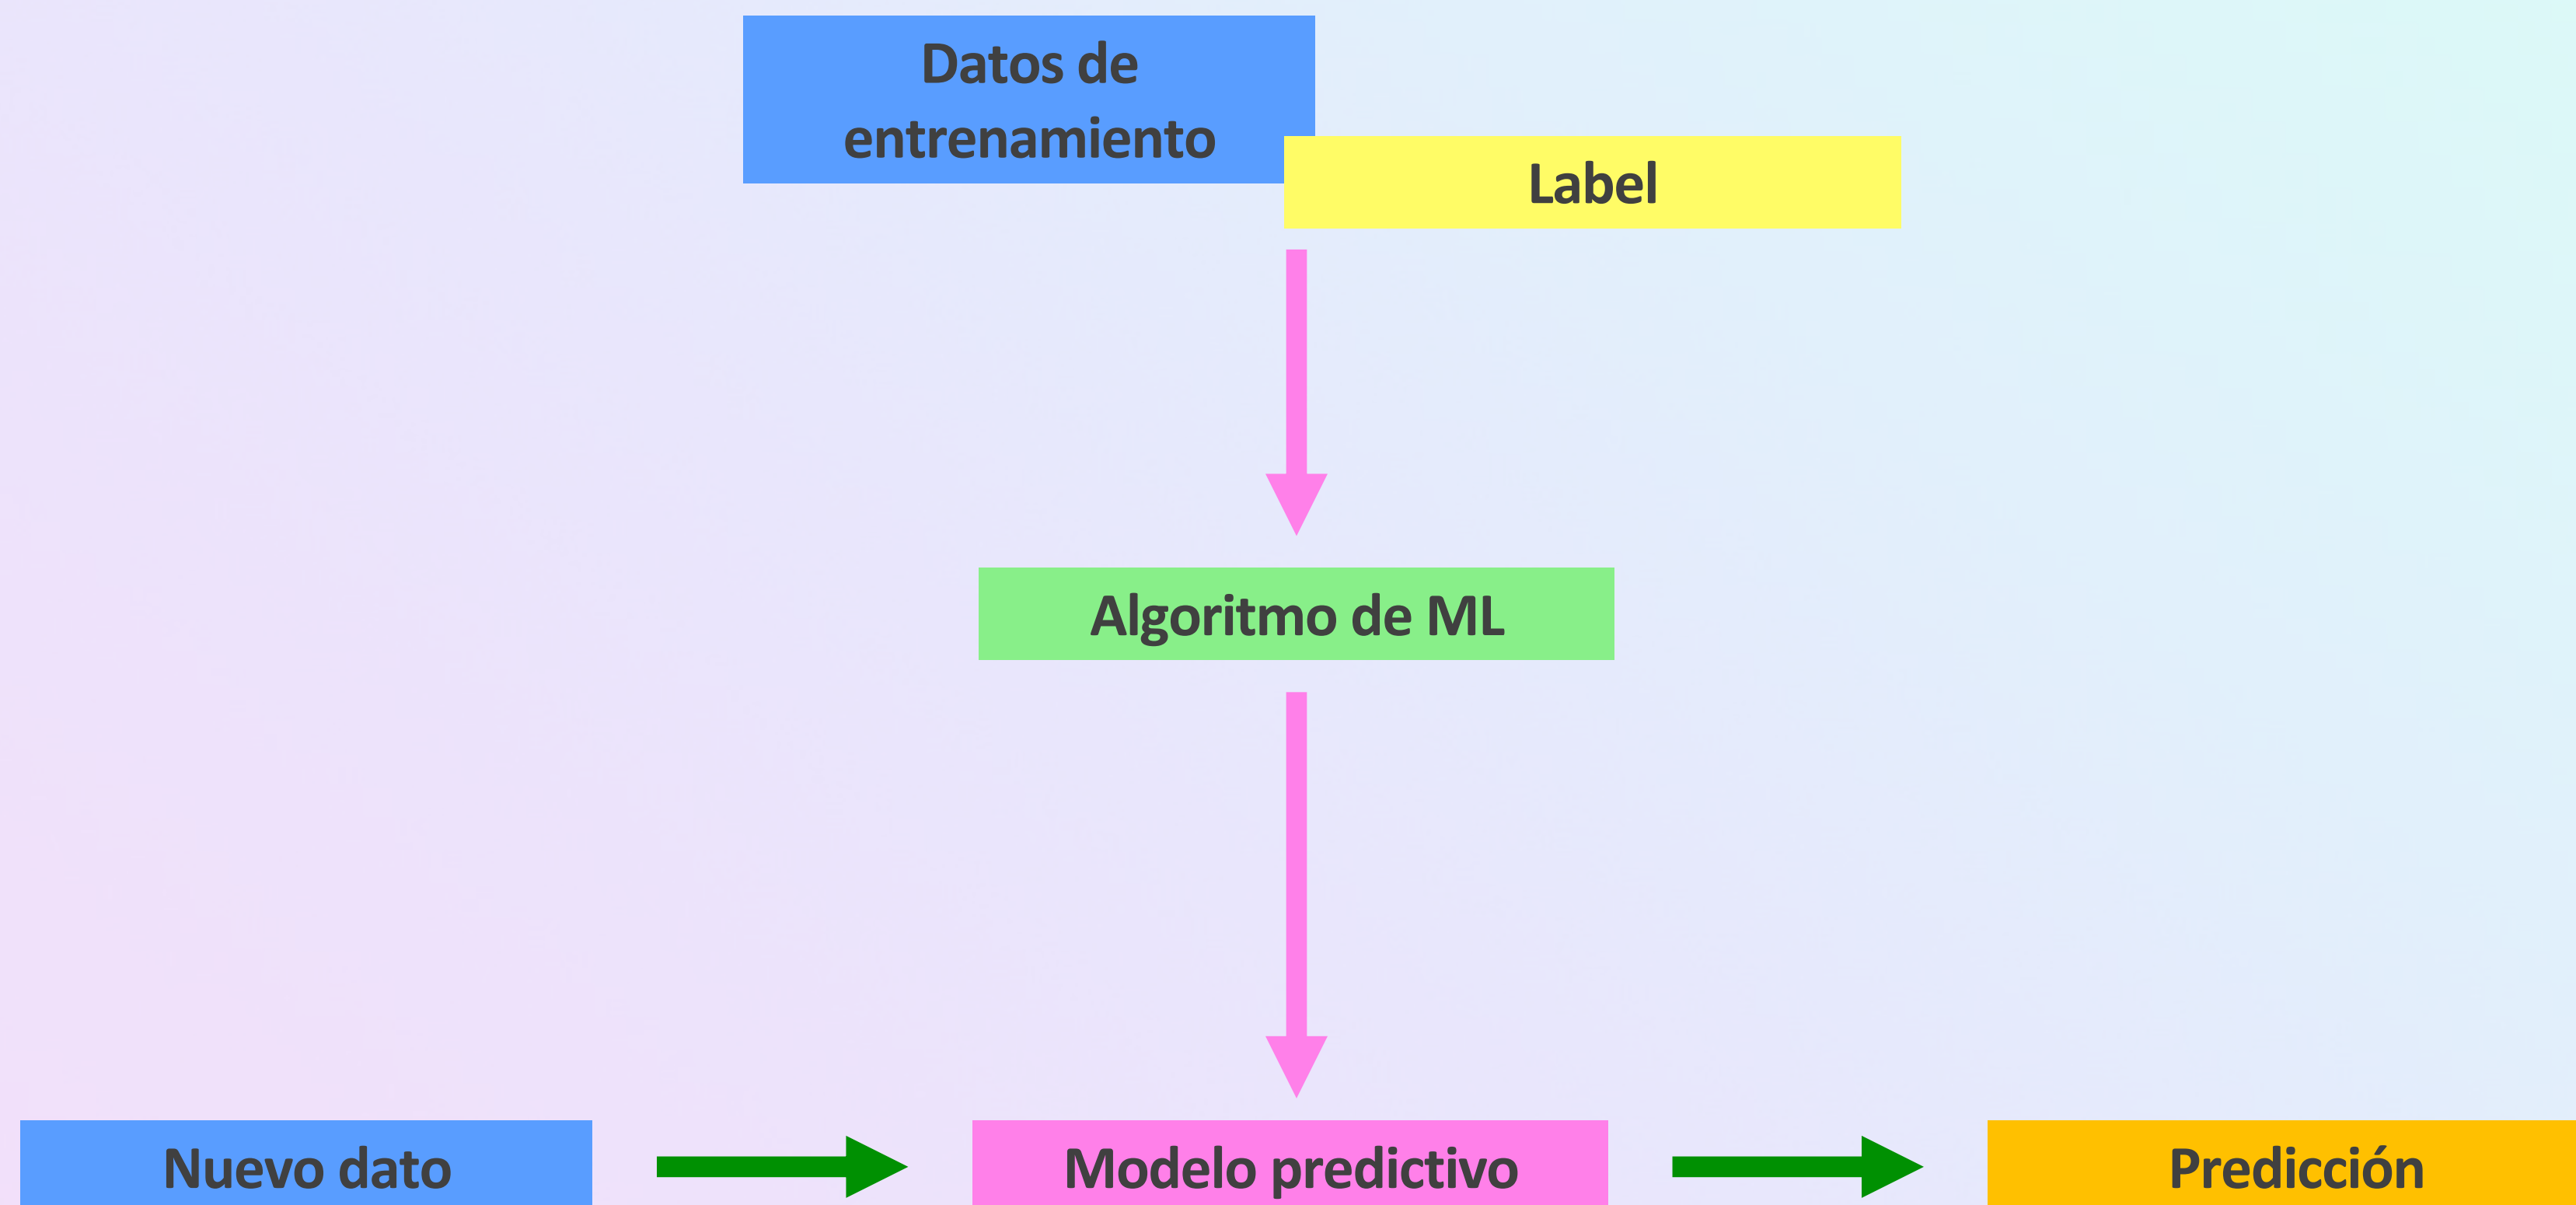 Datos de
entrenamiento
Label
Algoritmo de ML
Nuevo dato
Modelo predictivo
Predicción